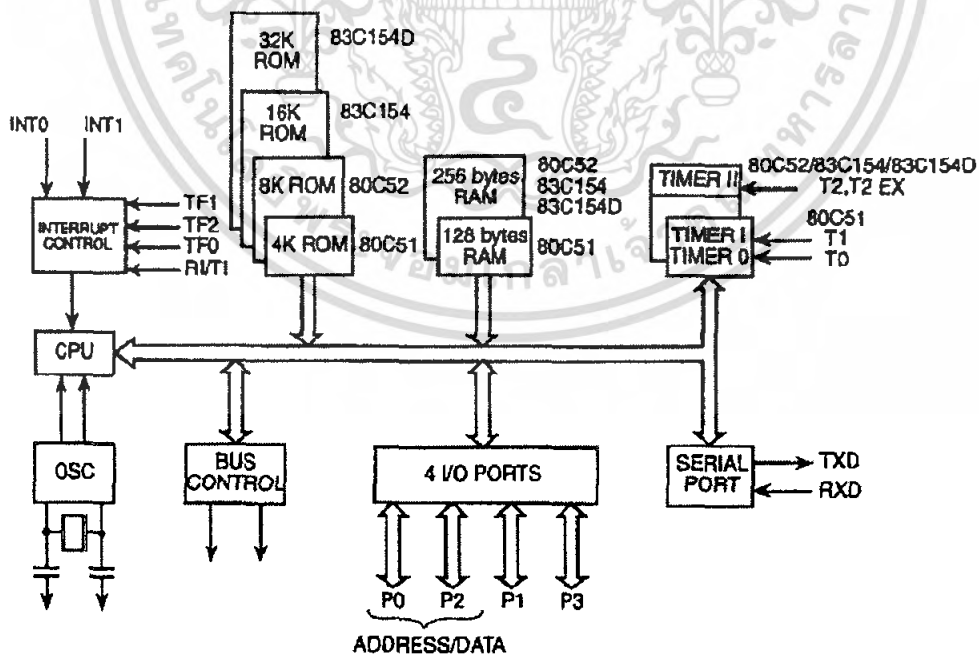 32K
ROM
83C154D
16K
ROM
83C154
8K ROM
80C52
4K ROM
80C51
INT0
INT1
INTERRUPT
CONTROL
TF1
TF2
TF0
RI/TI
256 bytes
RAM
80C52
83C154
83C154D
128 bytes
RAM
80C51
TIMER II
80C52/83C154/83C154D
T2,T2 EX
80C51
TIMER I
TIMER 0
T1
T0
CPU
OSC
BUS
CONTROL
4 I/O PORTS
SERIAL
PORT
TXD
RXD
P0
P2
P1
P3
ADDRESS/DATA